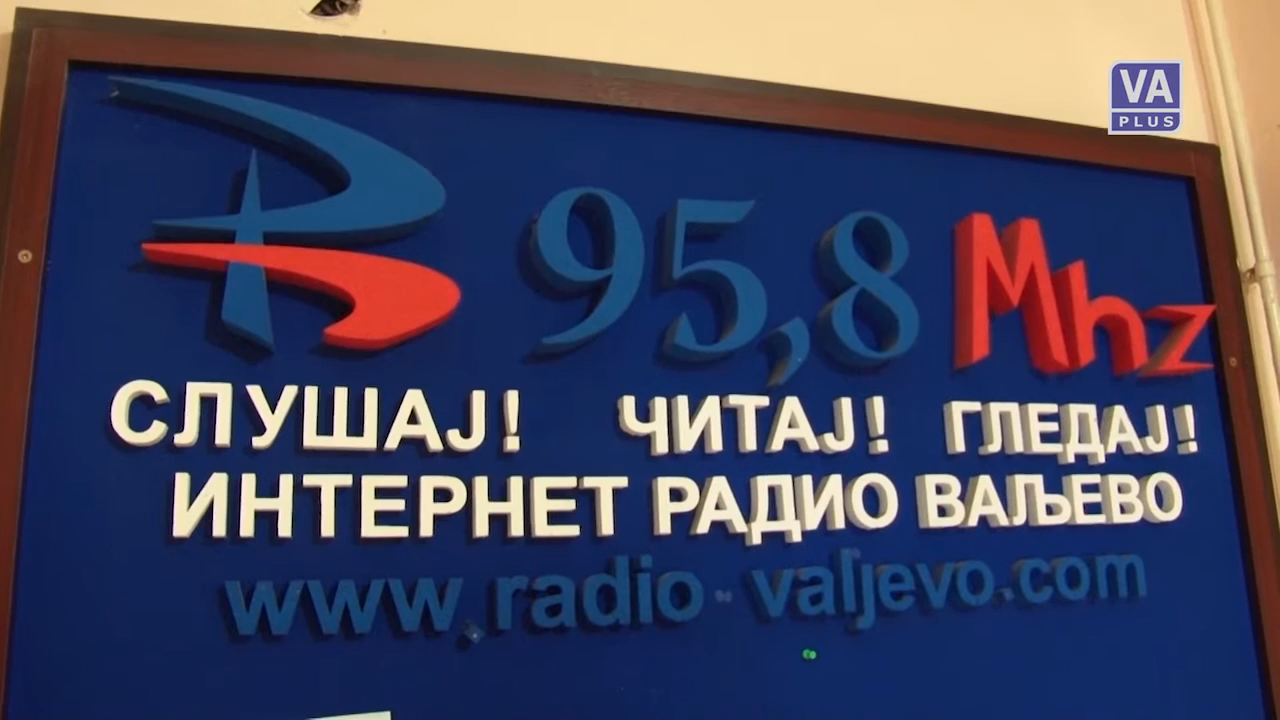 VA
PLUS
95,8 Mhz
СЛУШАЈ! ЧИТАЈ! ГЛЕДАЈ!
ИНТЕРНЕТ РАДИО ВАЉЕВО
www.radio-valjevo.com